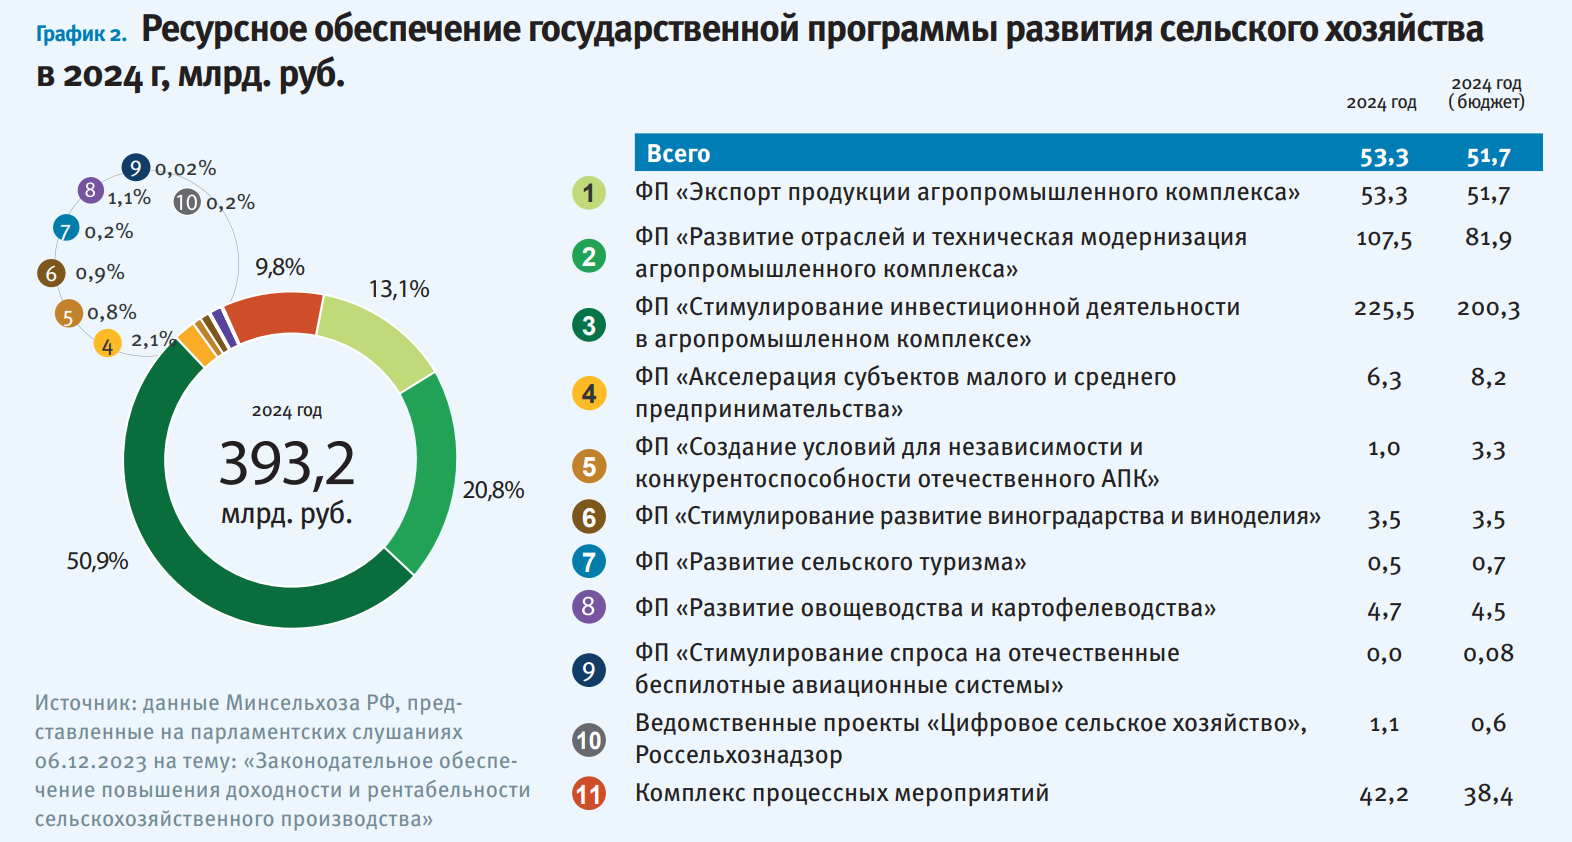 График 2. Ресурсное обеспечение государственной программы развития сельского хозяйства
в 2024 г, млрд. руб.
2024 год
2024 год
(бюджет)
Всего 53,3 51,7
1 ФП «Экспорт продукции агропромышленного комплекса» 53,3 51,7
2 ФП «Развитие отраслей и техническая модернизация 107,5 81,9
агропромышленного комплекса»
3 ФП «Стимулирование инвестиционной деятельности 225,5 200,3
в агропромышленном комплексе»
4 ФП «Акселерация субъектов малого и среднего 6,3 8,2
предпринимательства»
5 ФП «Создание условий для независимости и 1,0 3,3
конкурентоспособности отечественного АПК»
6 ФП «Стимулирование развитие виноградарства и виноделия» 3,5 3,5
7 ФП «Развитие сельского туризма» 0,5 0,7
8 ФП «Развитие овощеводства и картофелеводства» 4,7 4,5
9 ФП «Стимулирование спроса на отечественные 0,0 0,08
беспилотные авиационные системы»
10 Ведомственные проекты «Цифровое сельское хозяйство», 1,1 0,6
Россельхознадзор
11 Комплекс процессных мероприятий 42,2 38,4
9 0,02%
8 1,1%
10 0,2%
7 0,2%
6 0,9%
5 0,8%
4 2,1%
9,8%
13,1%
20,8%
50,9%
2024 год
393,2
млрд. руб.
Источник: данные Минсельхоза РФ, пред-
ставленные на парламентских слушаниях
06.12.2023 на тему: «Законодательное обеспе-
чение повышения доходности и рентабельности
сельскохозяйственного производства»